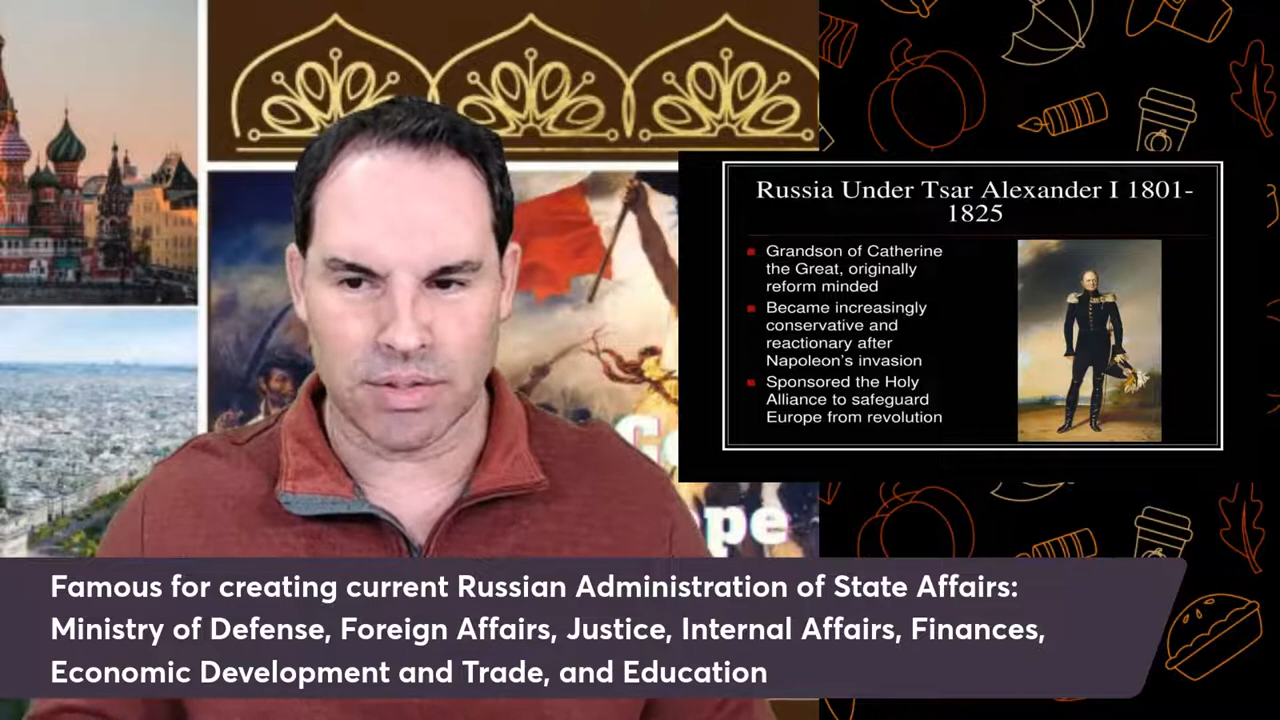 Russia Under Tsar Alexander I 1801-
1825
Grandson of Catherine
the Great, originally
reform minded
Became increasingly
conservative and
reactionary after
Napoleon's invasion
Sponsored the Holy
Alliance to safeguard
Europe from revolution
Famous for creating current Russian Administration of State Affairs:
Ministry of Defense, Foreign Affairs, Justice, Internal Affairs, Finances,
Economic Development and Trade, and Education